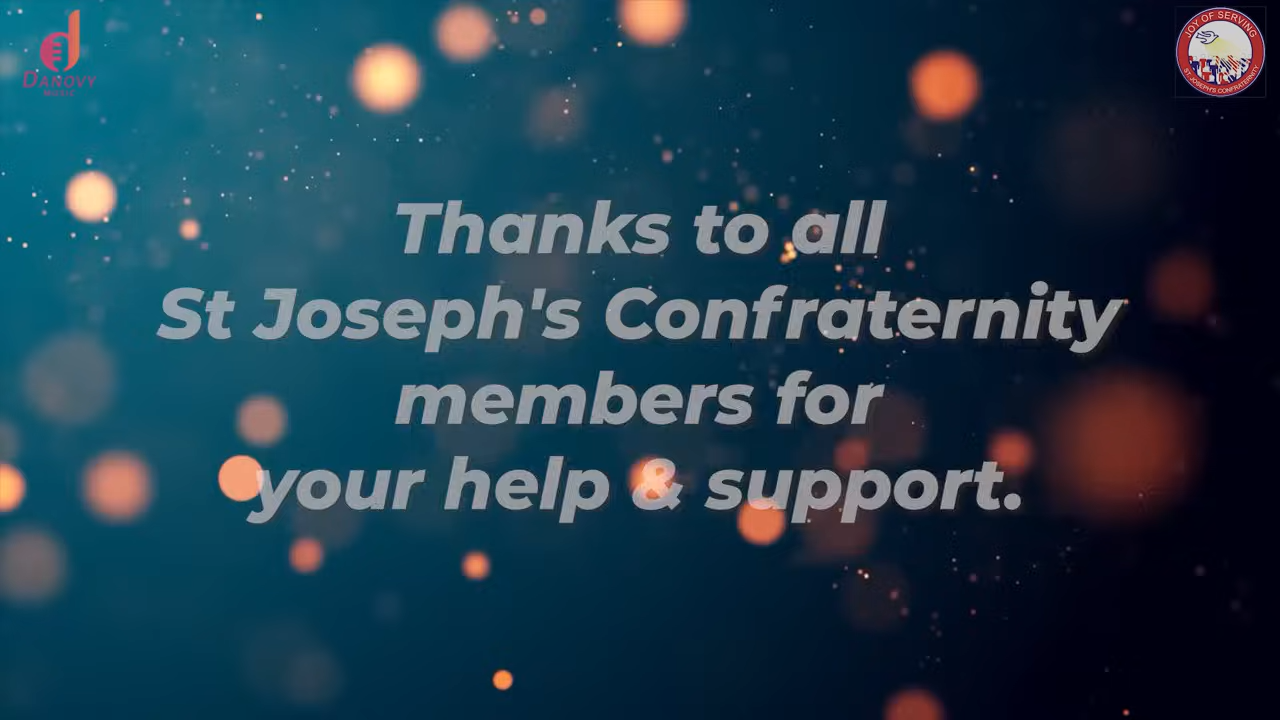 DANOVY
MUSIC
JOY OF SERVING
ST JOSEPH'S CONFRATERNITY
Thanks to all
St Joseph's Confraternity
members for
your help & support.